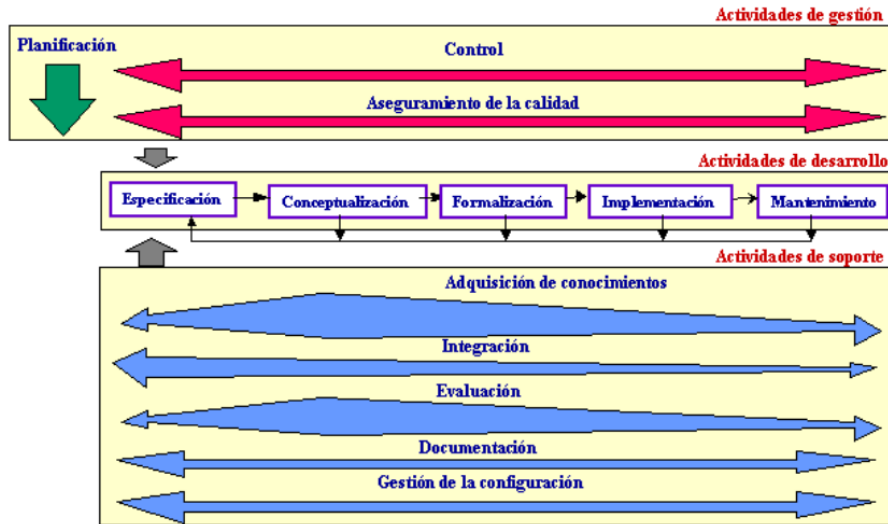 Actividades de gestión
Planificación
Control
Aseguramiento de la calidad
Actividades de desarrollo
Especificación
Conceptualización
Formalización
Implementación
Mantenimiento
Actividades de soporte
Adquisición de conocimientos
Integración
Evaluación
Documentación
Gestión de la configuración